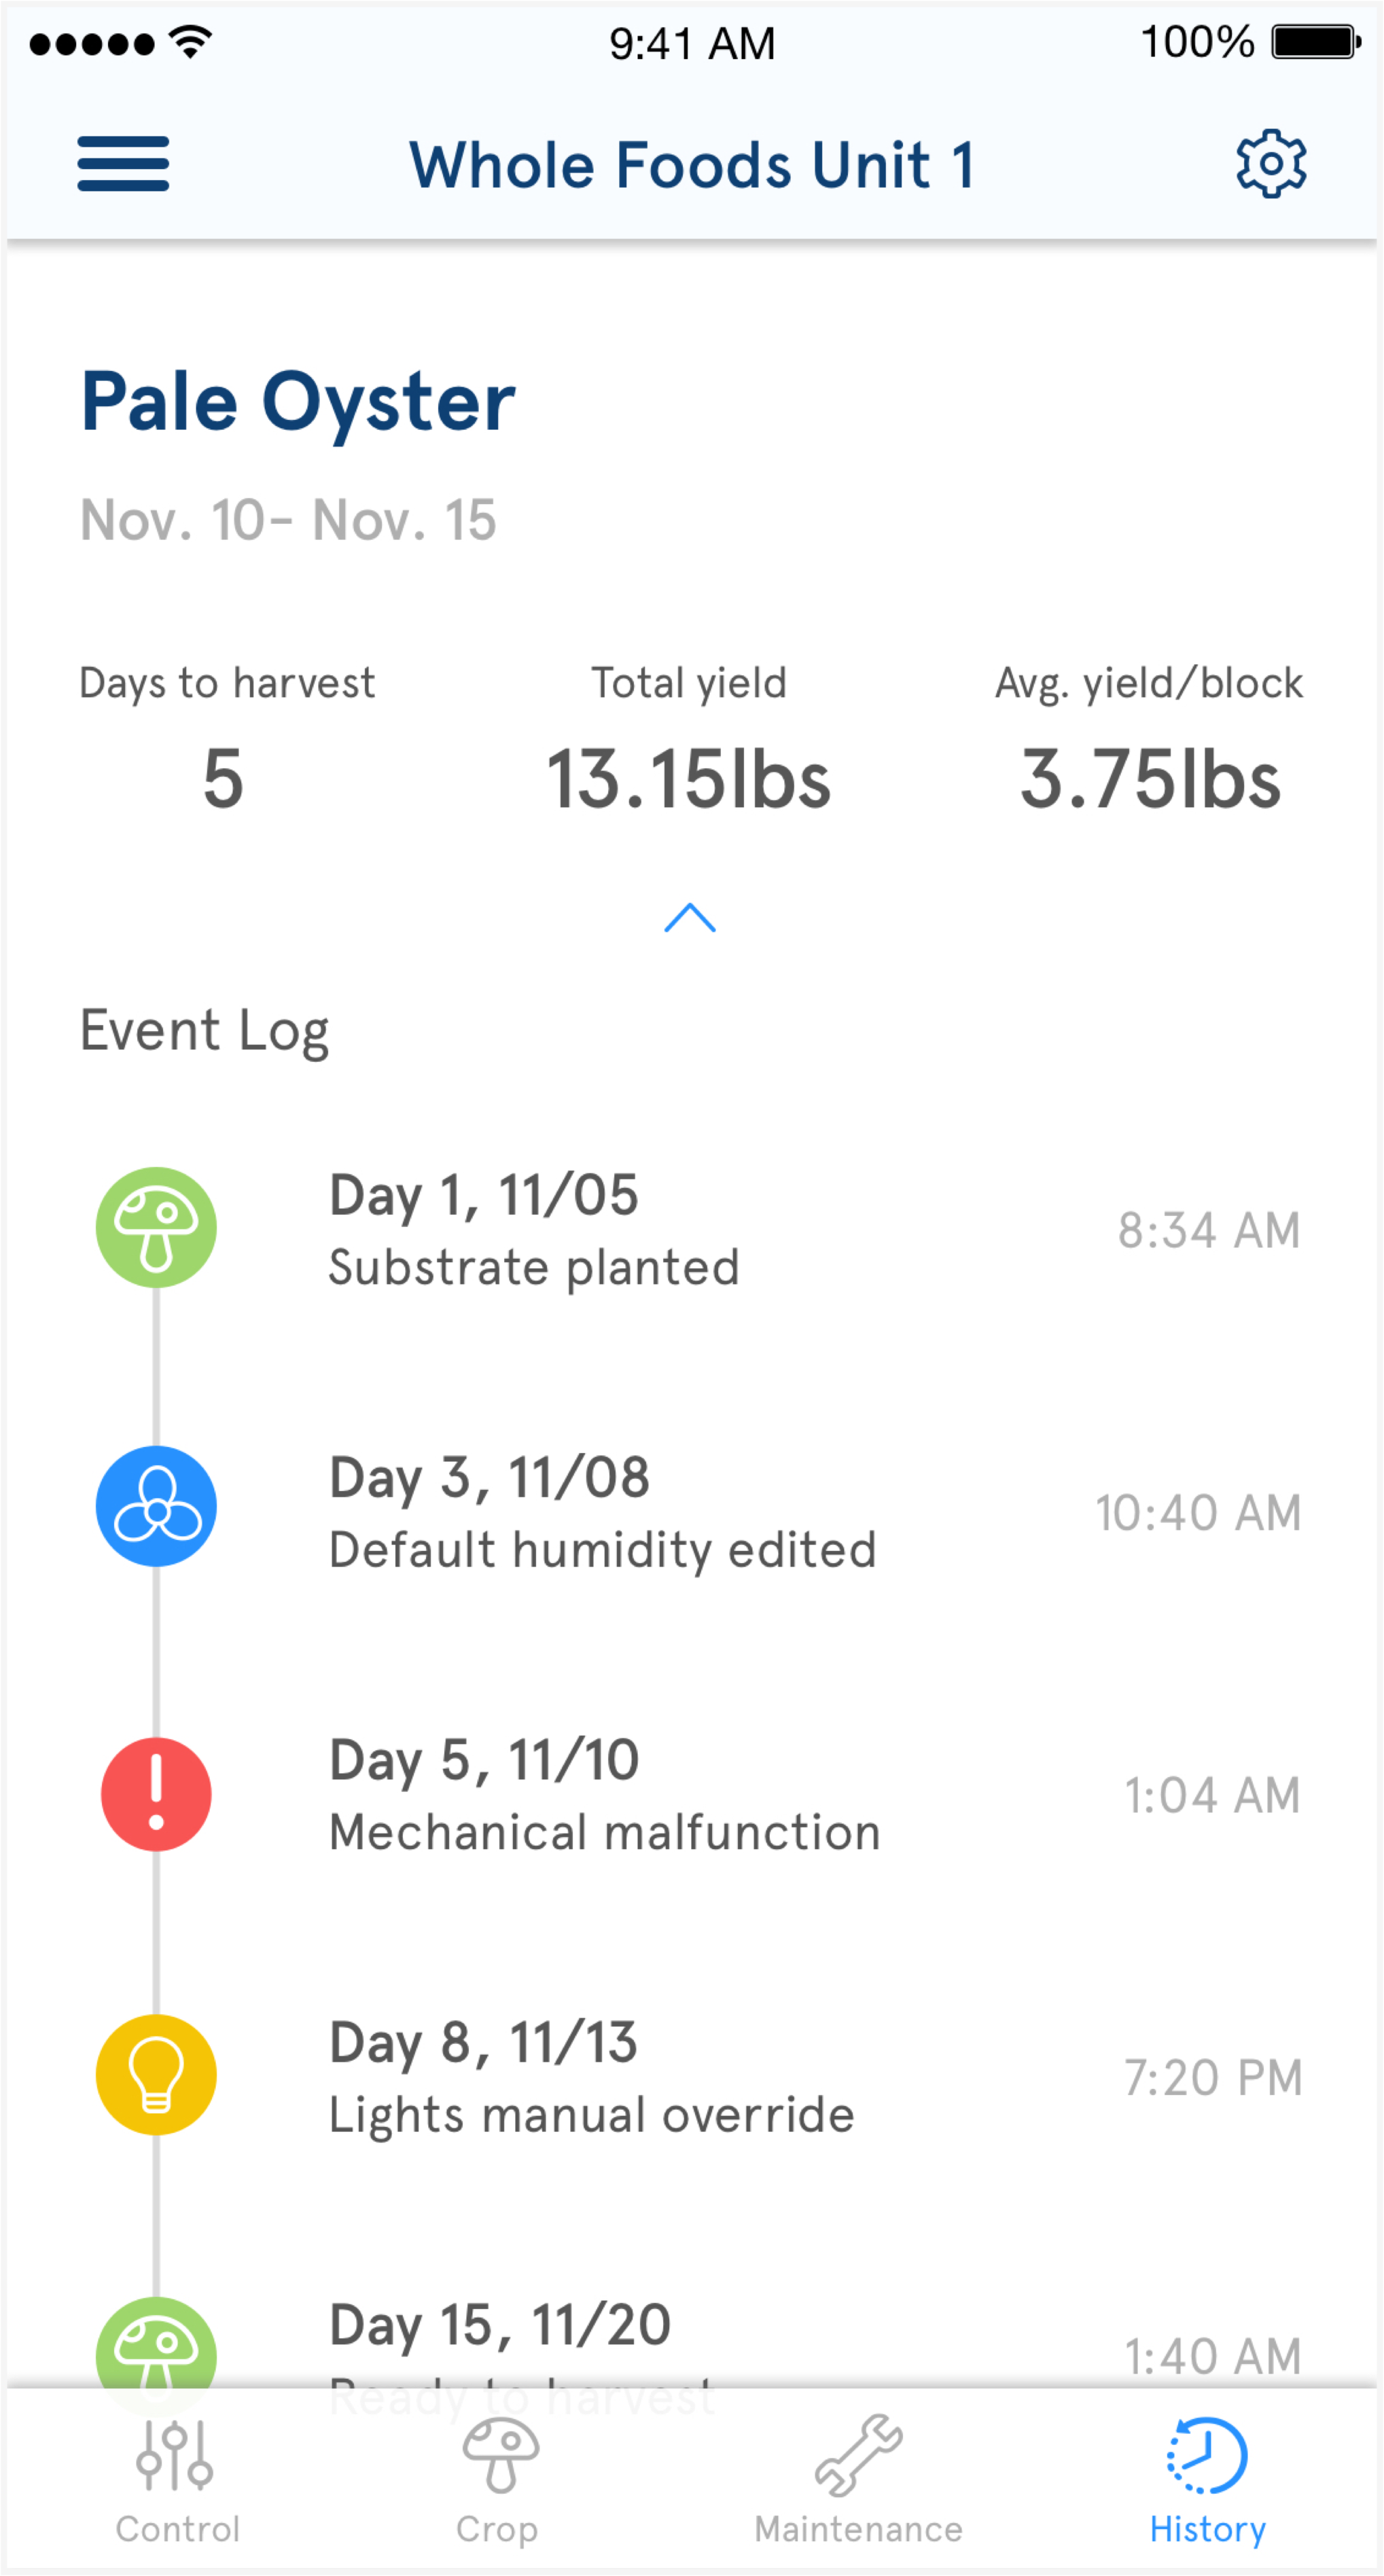 9:41 AM 100%
Whole Foods Unit 1
Pale Oyster
Nov. 10- Nov. 15
Days to harvest Total yield Avg. yield/block
5 13.15lbs 3.75lbs
Event Log
Day 1, 11/05
8:34 AM
Substrate planted
Day 3, 11/08
10:40 AM
Default humidity edited
Day 5, 11/10
1:04 AM
Mechanical malfunction
Day 8, 11/13
7:20 PM
Lights manual override
Day 15, 11/20
1:40 AM
Ready to harvest
Control Crop Maintenance History